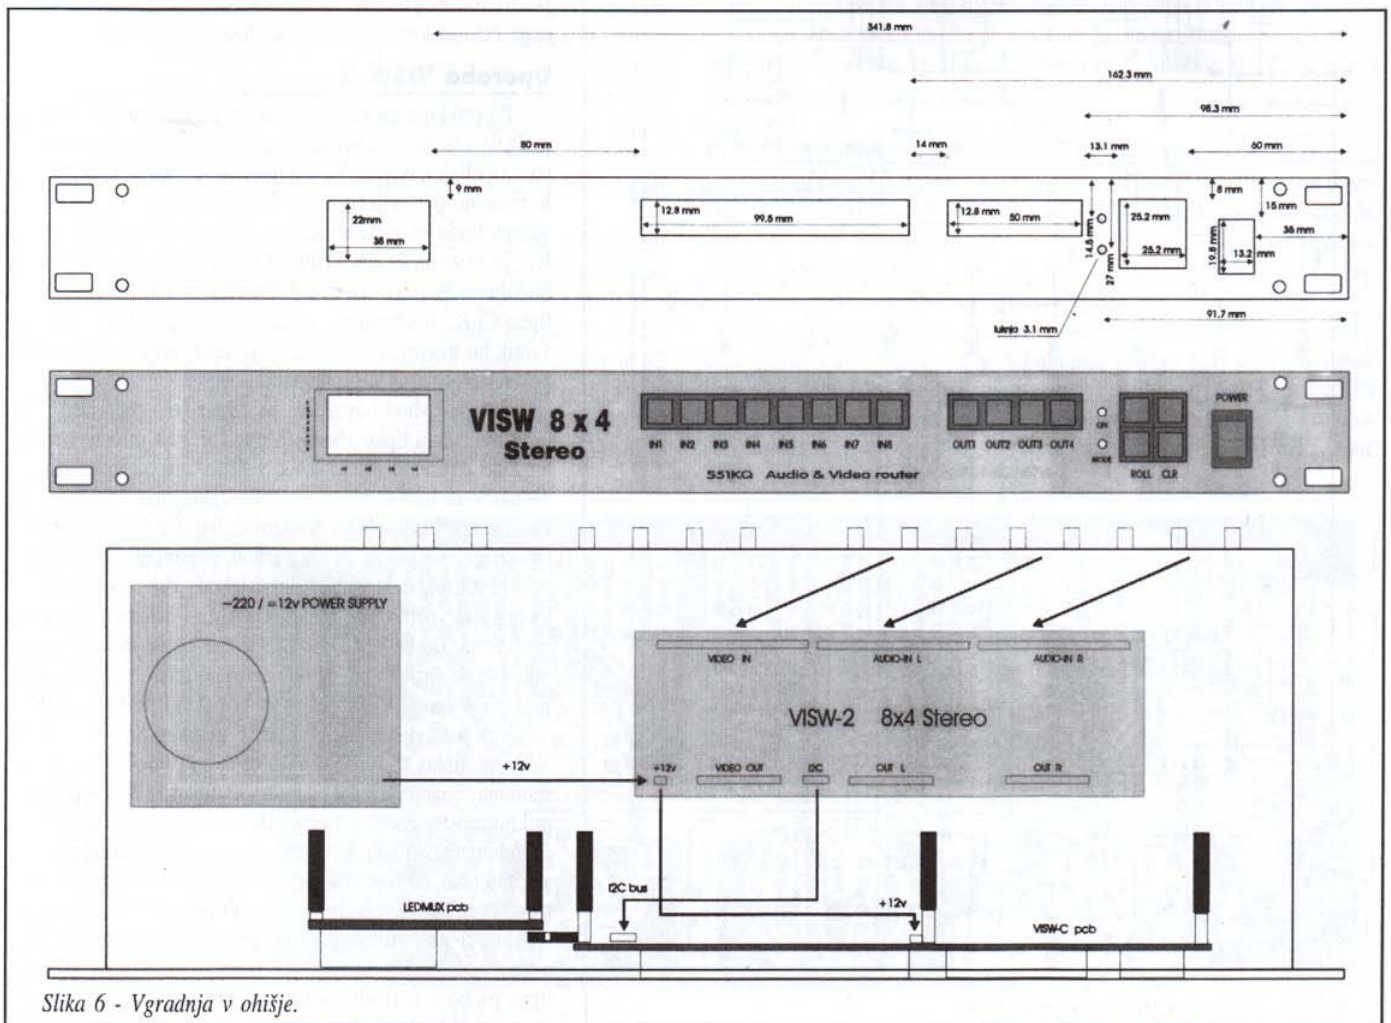 341.8 mm
162.3 mm
98.3 mm
80 mm
14 mm
13.1 mm
60 mm
9 mm
8 mm
22mm
38 mm
12.8 mm
99.8 mm
12.8 mm
50 mm
14.5 mm
27 mm
25.2 mm
25.2 mm
19.8 mm
13.2 mm
15 mm
38 mm
91.7 mm
luknja 3.1 mm
VISW 8 x 4
Stereo
IN1 IN2 IN3 IN4 IN5 IN6 IN7 IN8
OUT1 OUT2 OUT3 OUT4
ON
MODE
ROLL CLR
POWER
S51KQ Audio & Video router
~220 / =12v POWER SUPPLY
VIDEO IN
AUDIO-IN L
AUDIO-IN R
VISW-2 8x4 Stereo
+12v
+12v
VIDEO OUT
I2C
OUT L
OUT R
I2C bus
+12v
LEDMUX pcb
VISW-C pcb
Slika 6 - Vgradnja v ohišje.